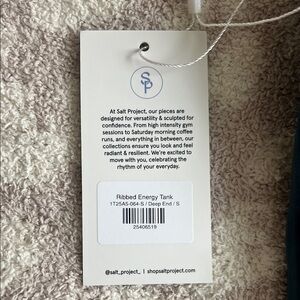 SP
At Salt Project, our pieces are
designed for versatility & sculpted for
confidence. From high intensity gym
sessions to Saturday morning coffee
runs, and everything in between, our
collections ensure you look and feel
radiant & resilient. We're excited to
move with you, celebrating the
rhythm of your everyday.
Ribbed Energy Tank
1T25A5-064-S / Deep End / S
25406519
@salt_project_ | shopsaltproject.com